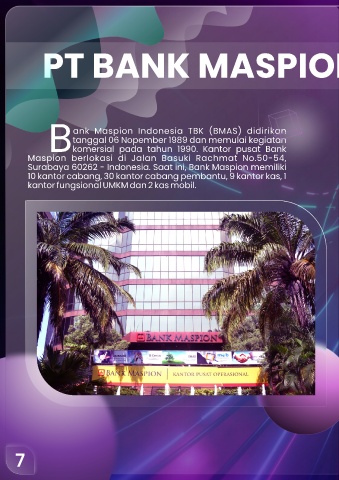 PT BANK MASPIO
Bank Maspion Indonesia TBK (BMAS) didirikan
tanggal 06 Nopember 1989 dan memulai kegiatan
komersial pada tahun 1990. Kantor pusat Bank
Maspion berlokasi di Jalan Basuki Rachmat No.50-54,
Surabaya 60262 - Indonesia. Saat ini, Bank Maspion memiliki
10 kantor cabang, 30 kantor cabang pembantu, 9 kantor kas, 1
kantor fungsional UMKM dan 2 kas mobil.
BANK MASPION
BANK MASPION | KANTOR PUSAT OPERASIONAL
7